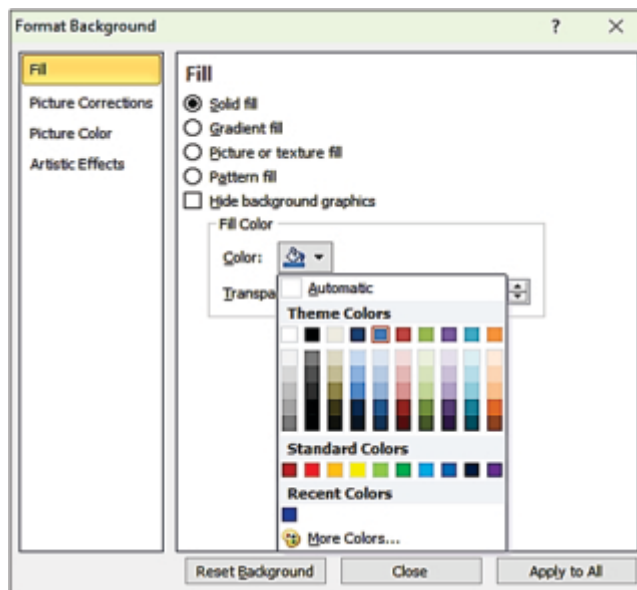 Format Background
?
Fill
Picture Corrections
Picture Color
Artistic Effects
Fill
Solid fill
Gradient fill
Picture or texture fill
Pattern fill
Hide background graphics
Fill Color
Color:
Transpa
Automatic
Theme Colors
Standard Colors
Recent Colors
More Colors...
Reset Background
Close
Apply to All